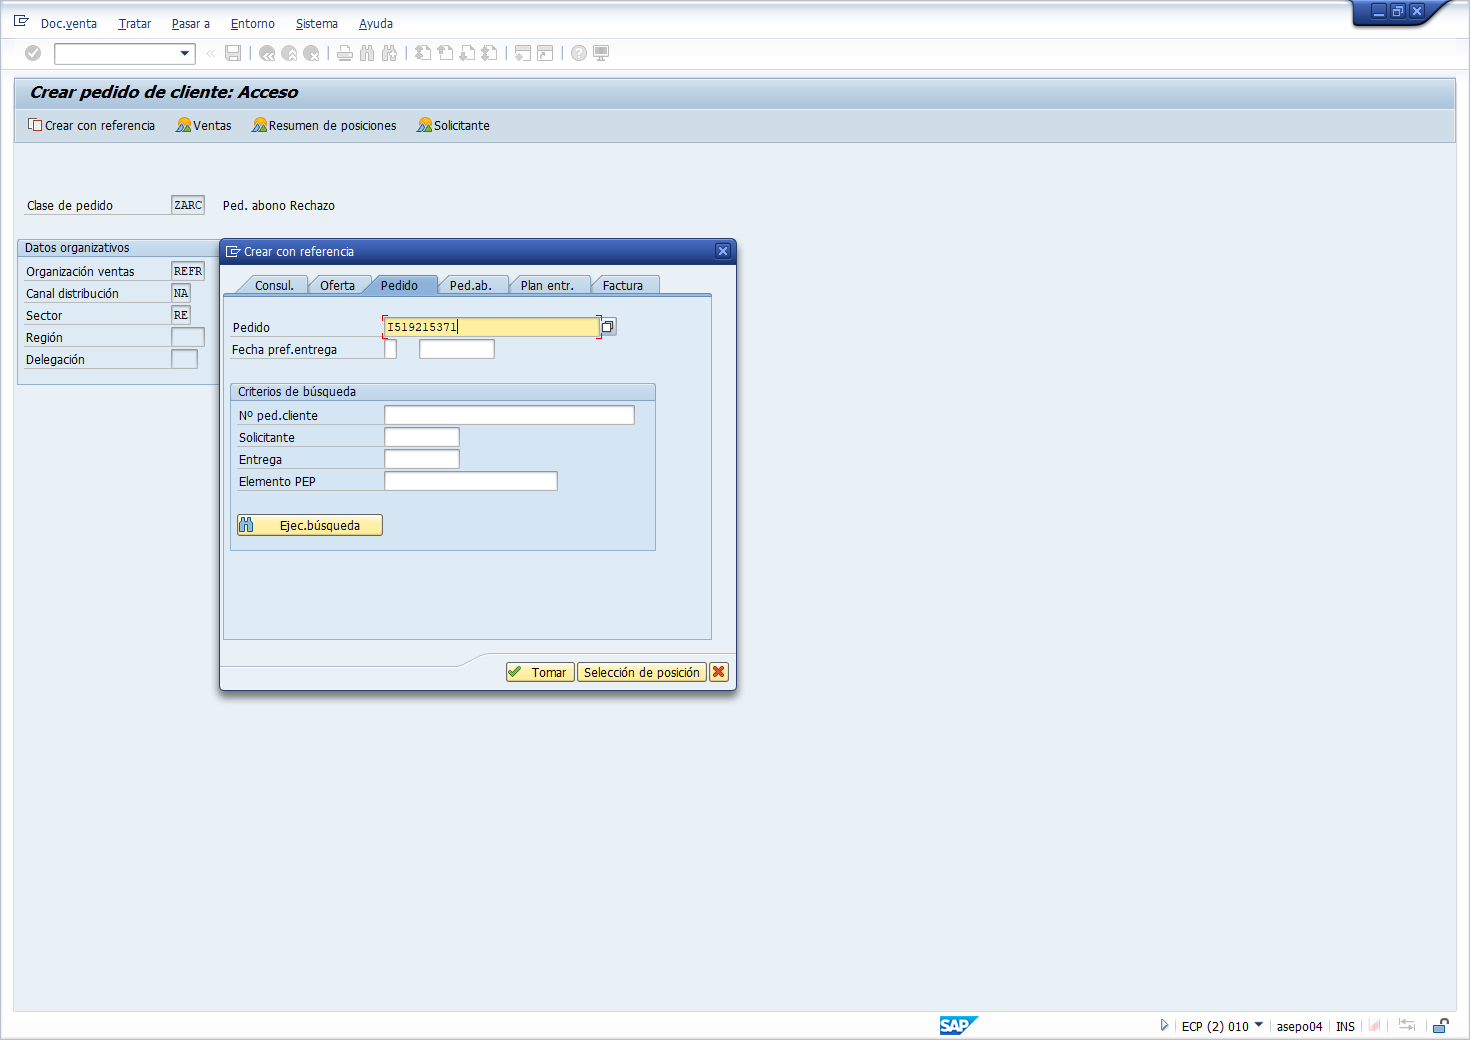 Doc.venta Tratar Pasar a Entorno Sistema Ayuda
Crear pedido de cliente: Acceso
Crear con referencia Ventas Resumen de posiciones Solicitante
Clase de pedido ZARC Ped. abono Rechazo
Datos organizativos
Organización ventas REFR
Canal distribución NA
Sector RE
Región
Delegación
Crear con referencia
Consul. Oferta Pedido Ped.ab. Plan entr. Factura
Pedido I519215371
Fecha pref.entrega
Criterios de búsqueda
Nº ped.cliente
Solicitante
Entrega
Elemento PEP
Ejec.búsqueda
Tomar Selección de posición
SAP ECP (2) 010 asepo04 INS